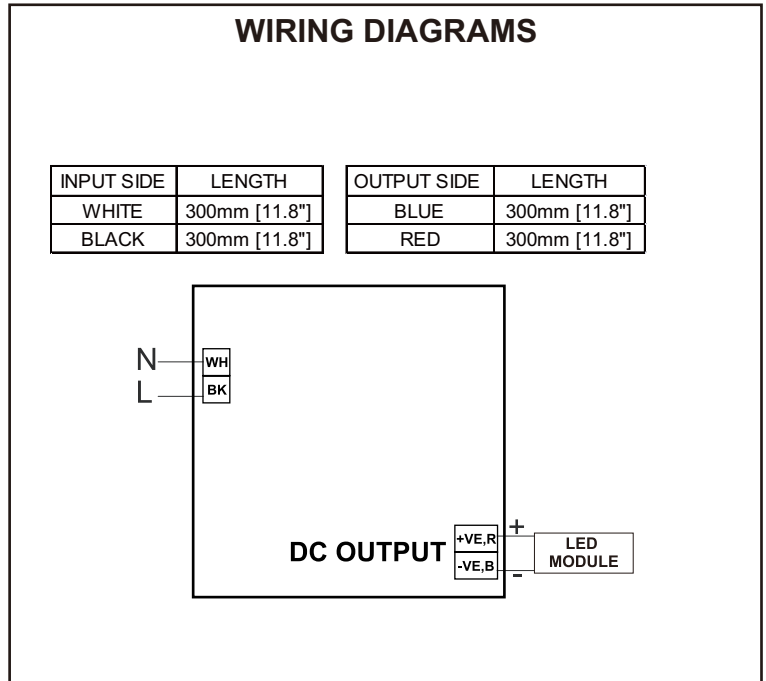 WIRING DIAGRAMS
INPUT SIDE LENGTH
WHITE 300mm [11.8"]
BLACK 300mm [11.8"]
OUTPUT SIDE LENGTH
BLUE 300mm [11.8"]
RED 300mm [11.8"]
N WH
L BK
DC OUTPUT
+VE,R +
-VE,B -
LED
MODULE